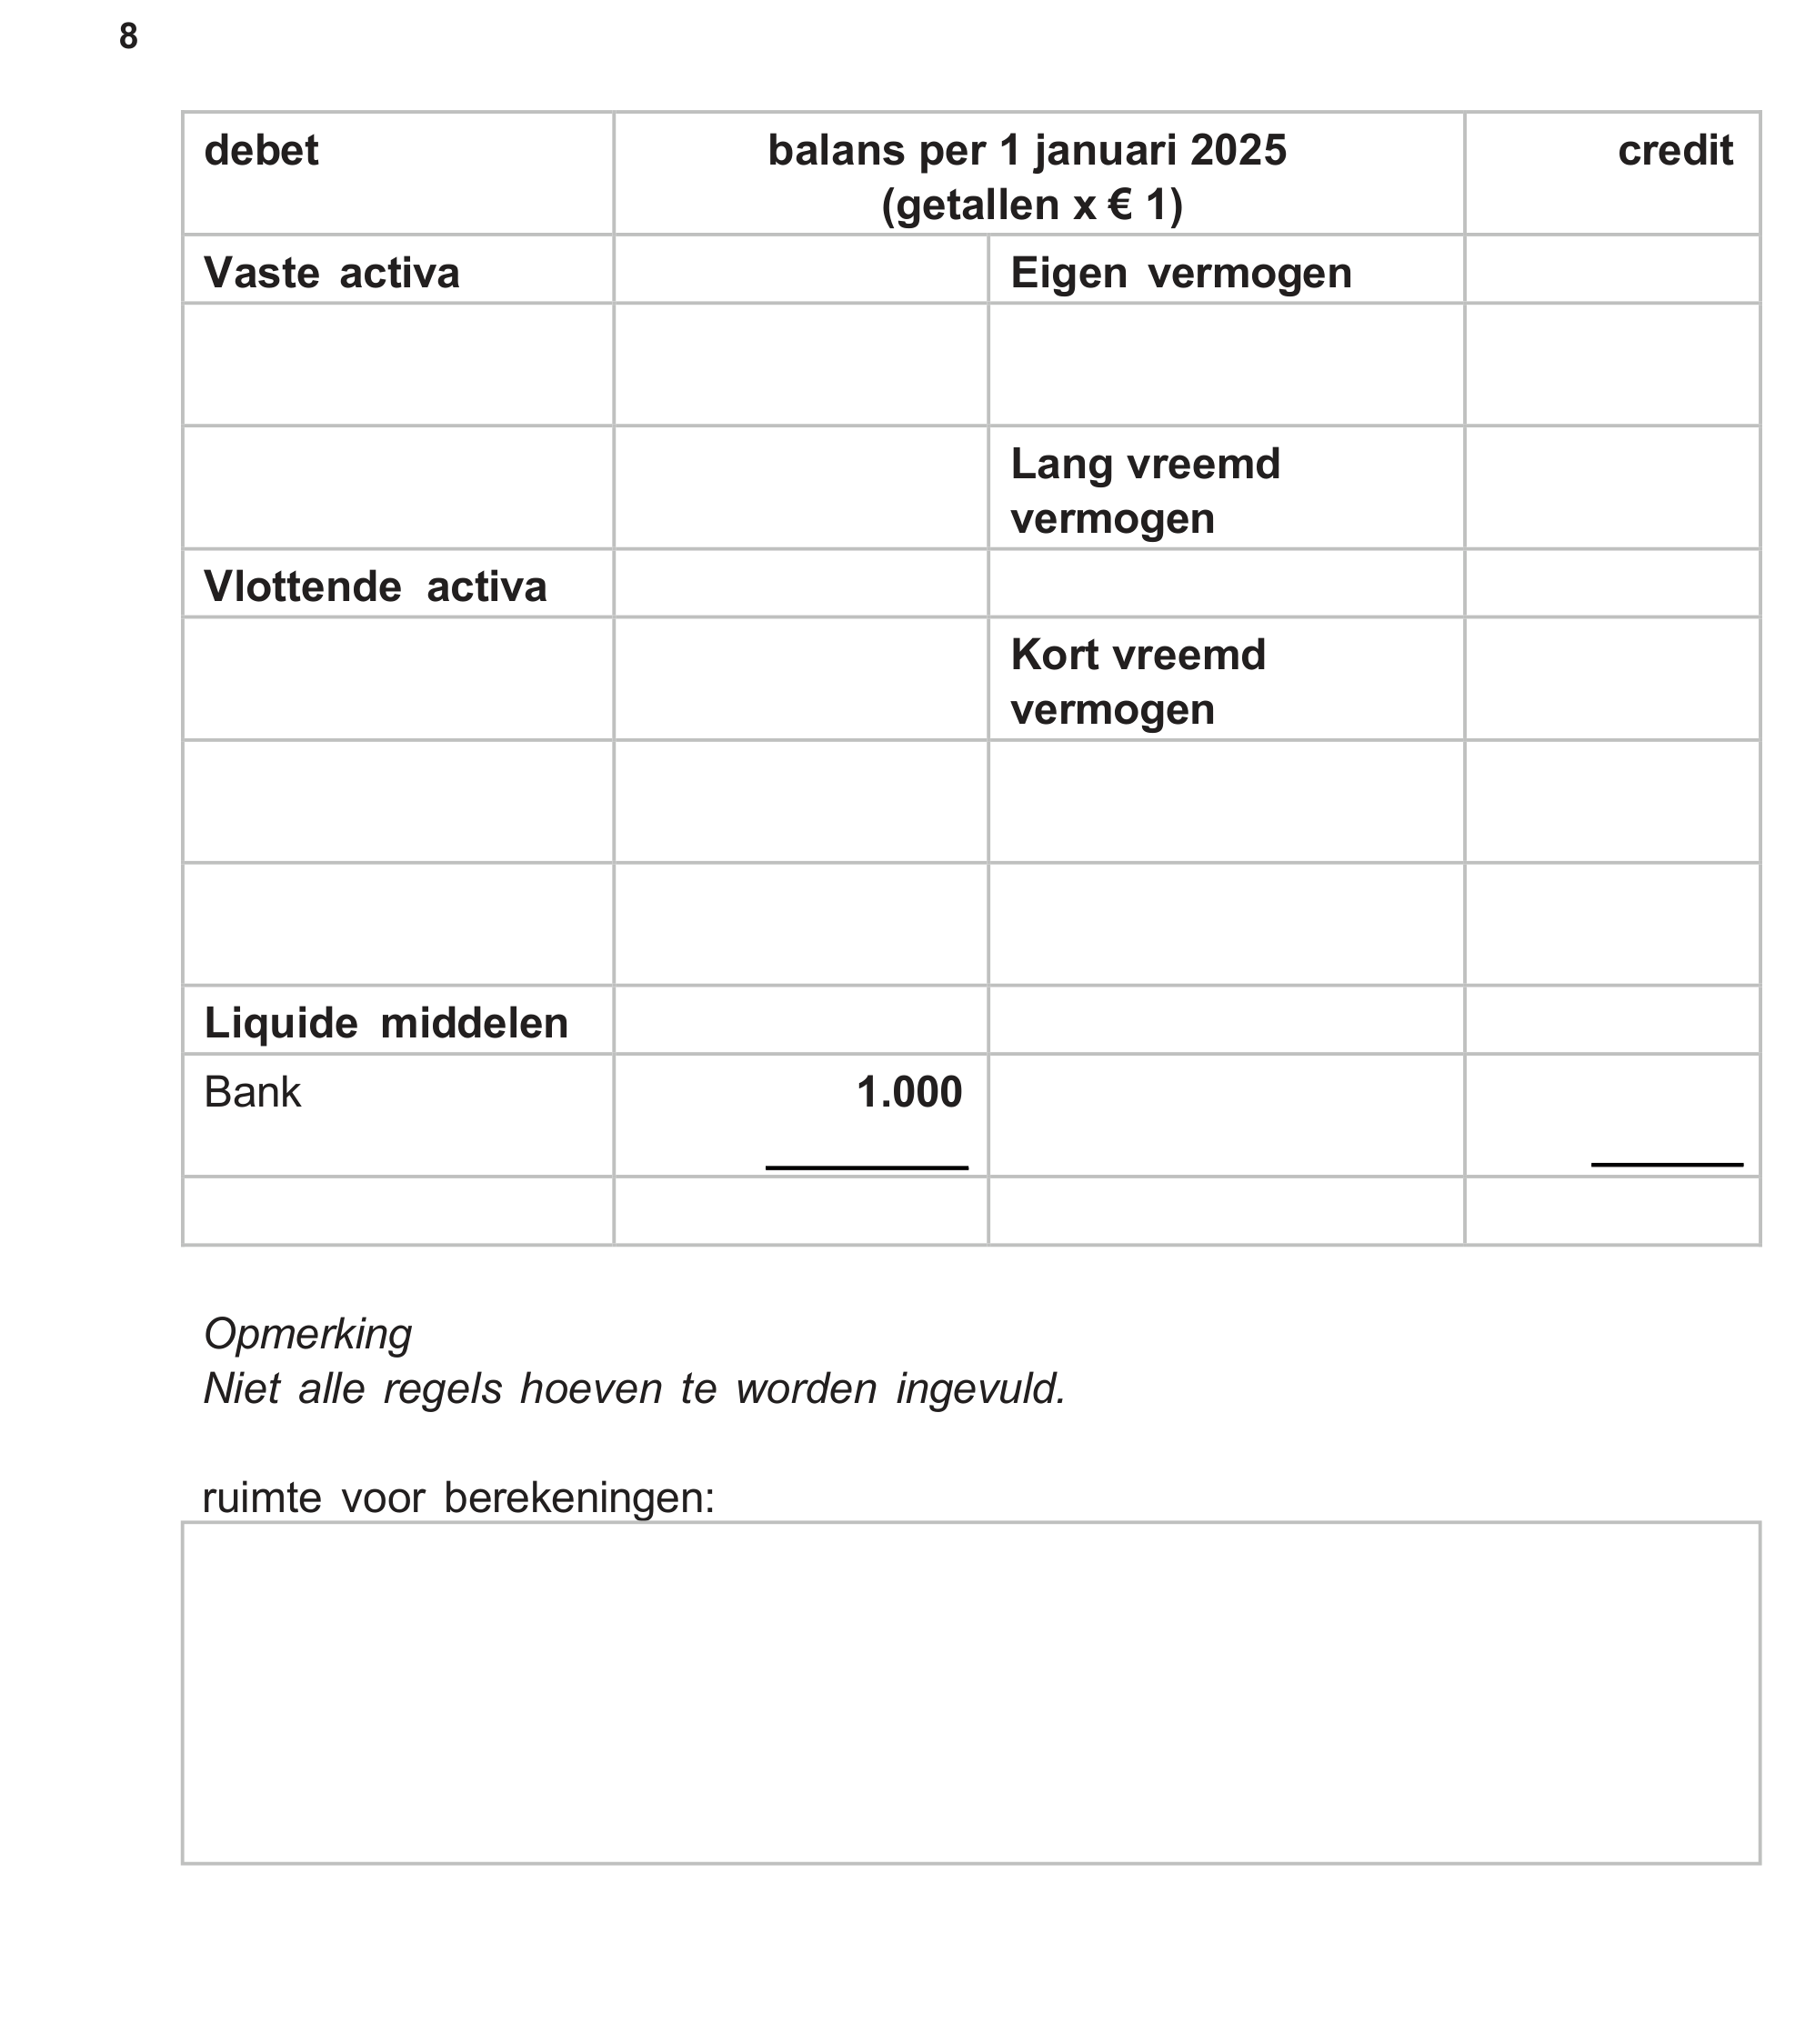 8
debet
balans per 1 januari 2025
(getallen x € 1)
credit
Vaste activa
Eigen vermogen
Lang vreemd
vermogen
Vlottende activa
Kort vreemd
vermogen
Liquide middelen
Bank
1.000
Opmerking
Niet alle regels hoeven te worden ingevuld.
ruimte voor berekeningen: